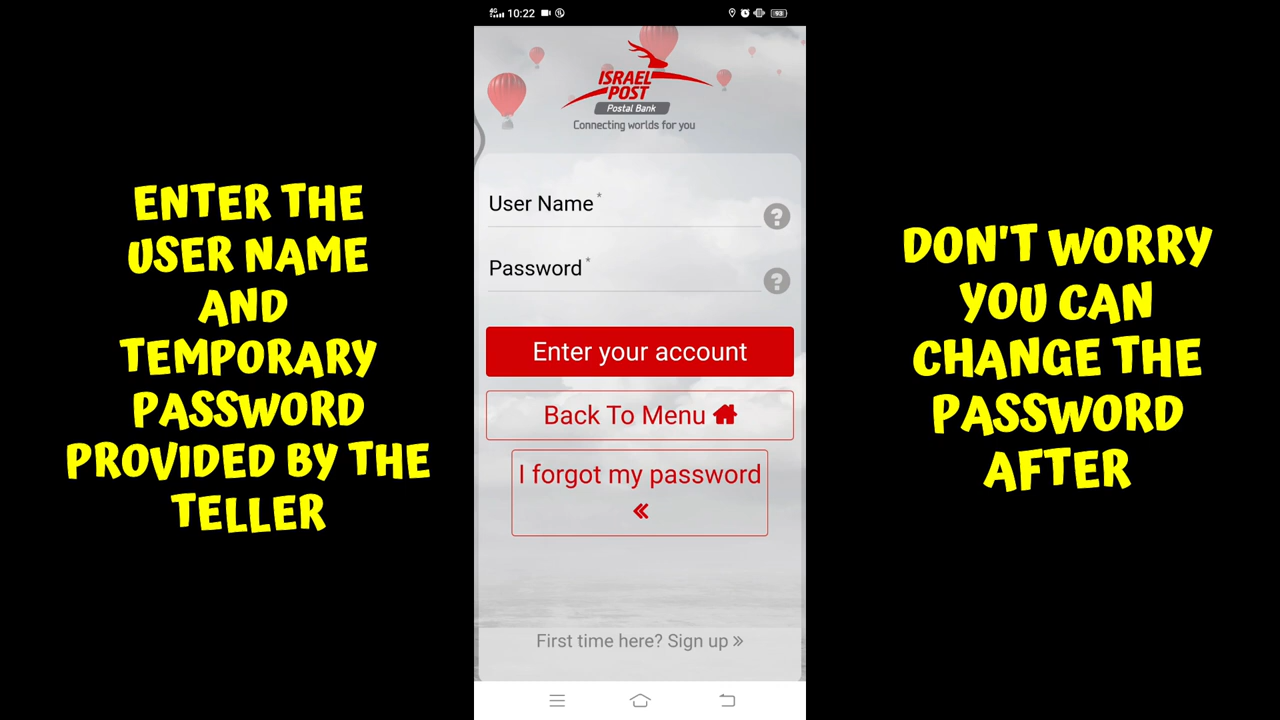 4G 10:22 93
ISRAEL
POST
Postal Bank
Connecting worlds for you
ENTER THE
USER NAME
AND
TEMPORARY
PASSWORD
PROVIDED BY THE
TELLER
User Name *
?
Password *
?
Enter your account
Back To Menu
I forgot my password
«
First time here? Sign up »
DON'T WORRY
YOU CAN
CHANGE THE
PASSWORD
AFTER